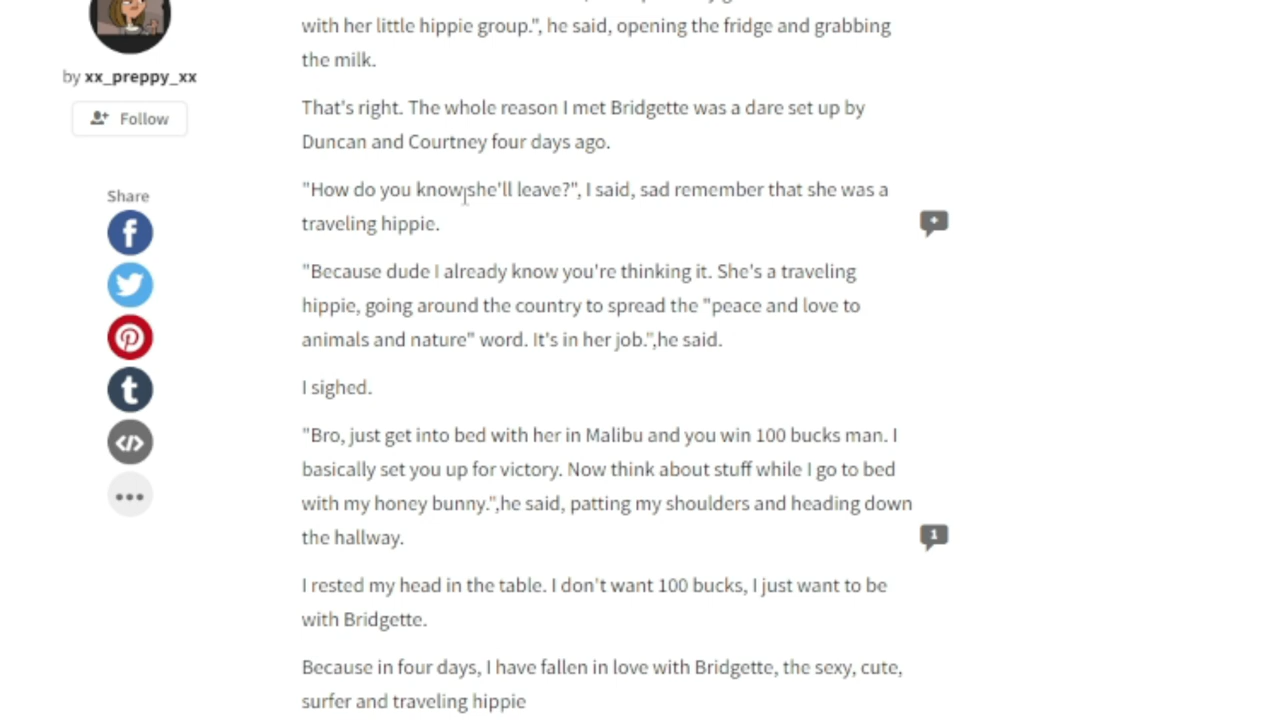 with her little hippie group.", he said, opening the fridge and grabbing
the milk.
by xx_preppy_xx
Follow
That's right. The whole reason I met Bridgette was a dare set up by
Duncan and Courtney four days ago.
Share
"How do you know she'll leave?", I said, sad remember that she was a
traveling hippie.
"Because dude I already know you're thinking it. She's a traveling
hippie, going around the country to spread the "peace and love to
animals and nature" word. It's in her job.",he said.
I sighed.
"Bro, just get into bed with her in Malibu and you win 100 bucks man. I
basically set you up for victory. Now think about stuff while I go to bed
with my honey bunny.",he said, patting my shoulders and heading down
the hallway.
1
I rested my head in the table. I don't want 100 bucks, I just want to be
with Bridgette.
Because in four days, I have fallen in love with Bridgette, the sexy, cute,
surfer and traveling hippie